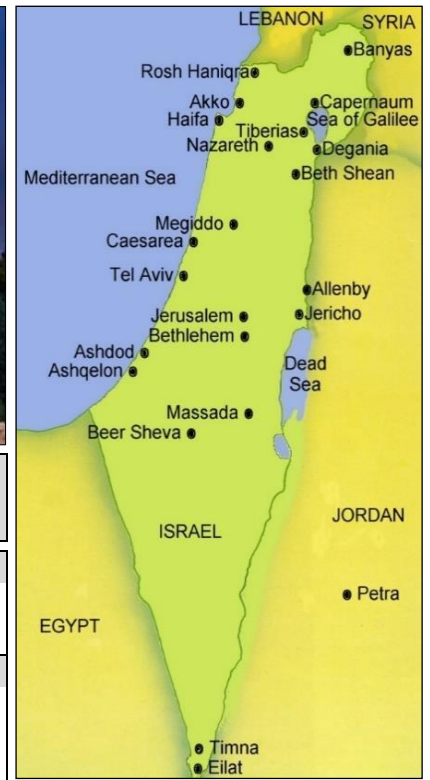 LEBANON
SYRIA
Banyas
Rosh Haniqra
Akko
Capernaum
Haifa
Sea of Galilee
Tiberias
Nazareth
Degania
Mediterranean Sea
Beth Shean
Megiddo
Caesarea
Tel Aviv
Allenby
Jerusalem
Jericho
Bethlehem
Ashdod
Dead
Sea
Ashqelon
Massada
Beer Sheva
JORDAN
ISRAEL
Petra
EGYPT
Timna
Eilat